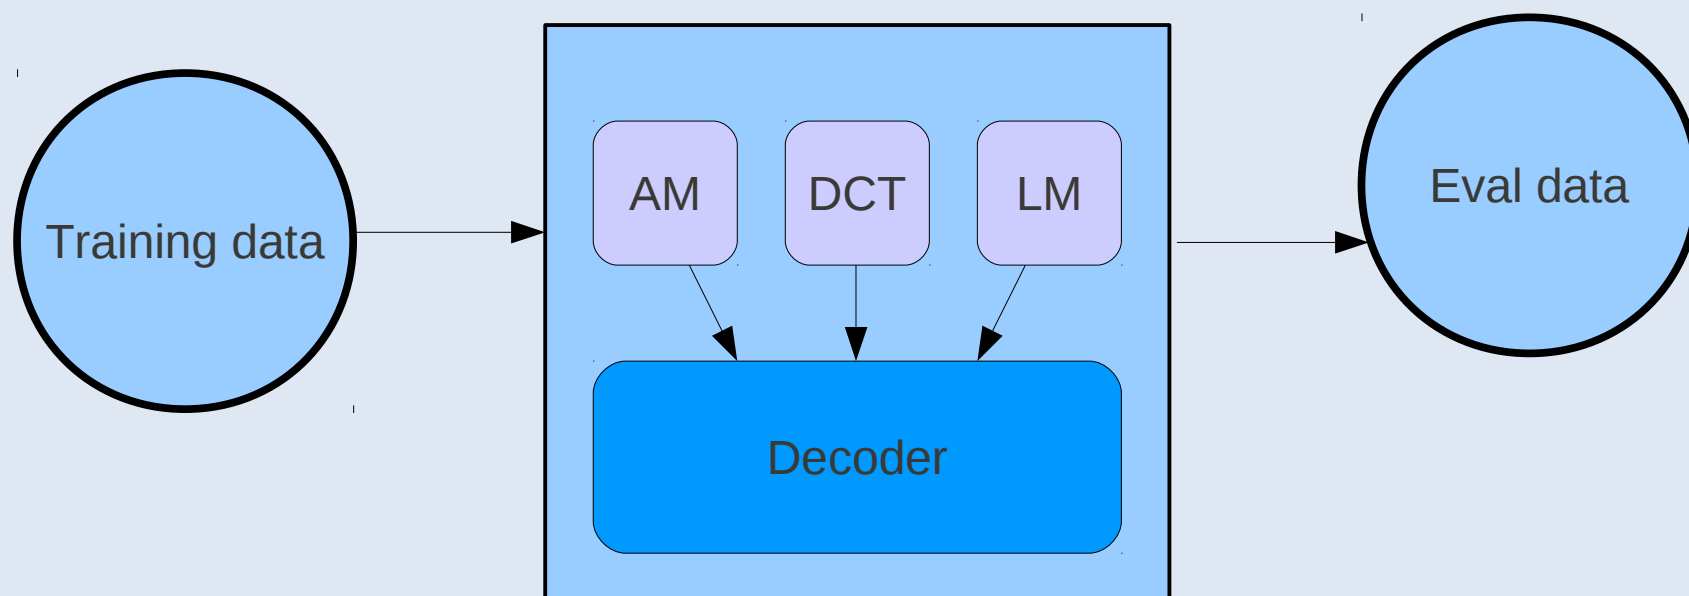 Training data
AM
DCT
LM
Decoder
Eval data